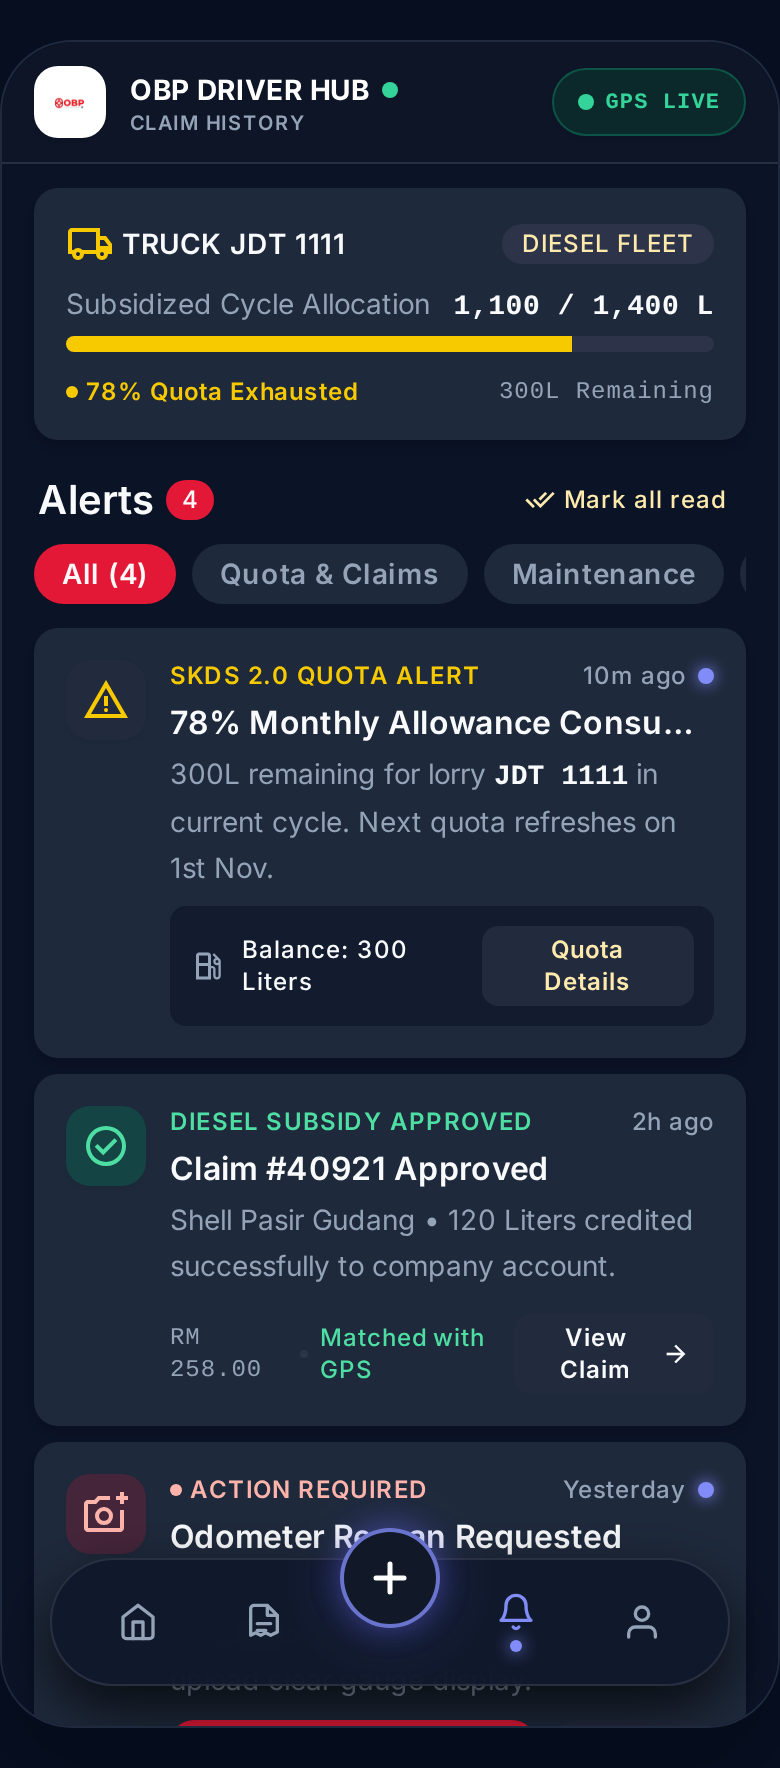 OBP
OBP DRIVER HUB
CLAIM HISTORY
GPS LIVE
TRUCK JDT 1111
DIESEL FLEET
Subsidized Cycle Allocation 1,100 / 1,400 L
78% Quota Exhausted
300L Remaining
Alerts 4
Mark all read
All (4)
Quota & Claims
Maintenance
SKDS 2.0 QUOTA ALERT
10m ago
78% Monthly Allowance Consu...
300L remaining for lorry JDT 1111 in
current cycle. Next quota refreshes on
1st Nov.
Balance: 300
Liters
Quota
Details
DIESEL SUBSIDY APPROVED
2h ago
Claim #40921 Approved
Shell Pasir Gudang • 120 Liters credited
successfully to company account.
RM
258.00
Matched with
GPS
View
Claim
ACTION REQUIRED
Yesterday
Odometer Requested
upload clear gauge display.